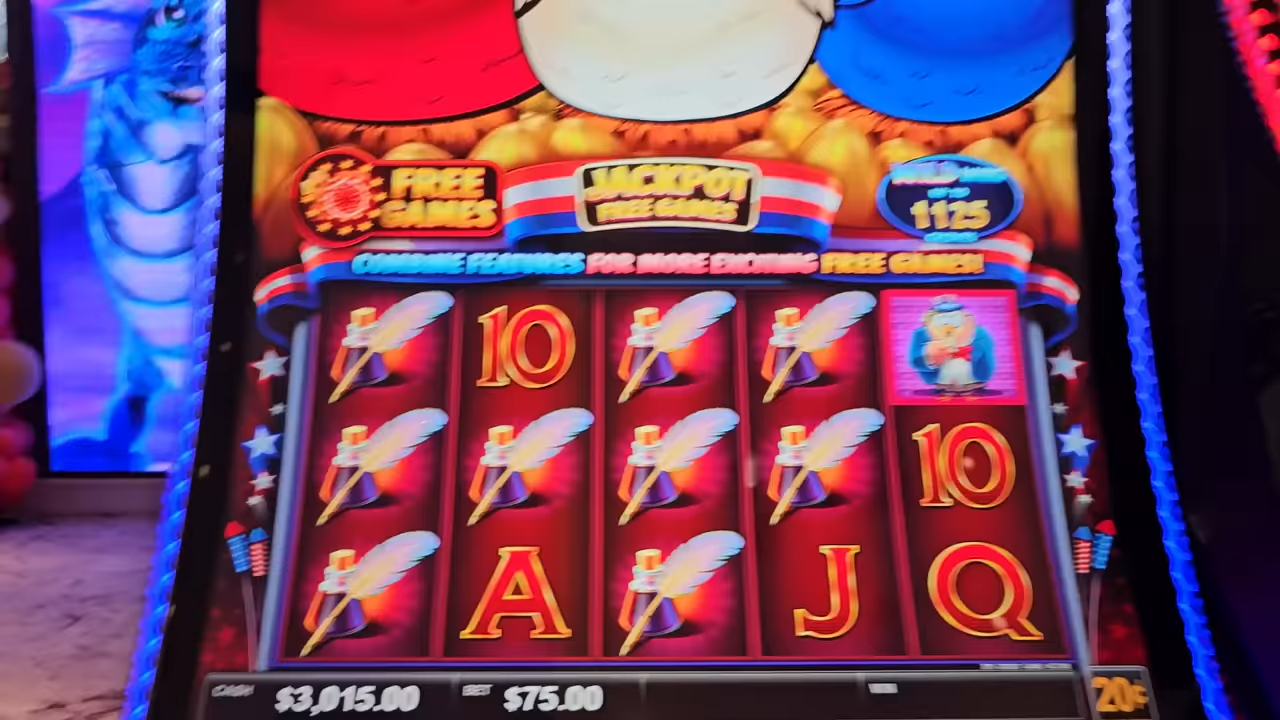 FREE
GAMES
JACKPOT
FREE GAMES
1125
COMBINE FEATURES FOR MORE EXCITING FREE GAMES!
10
10
A
J
Q
CASH
$3,015.00
BET
$75.00
WIN
20¢